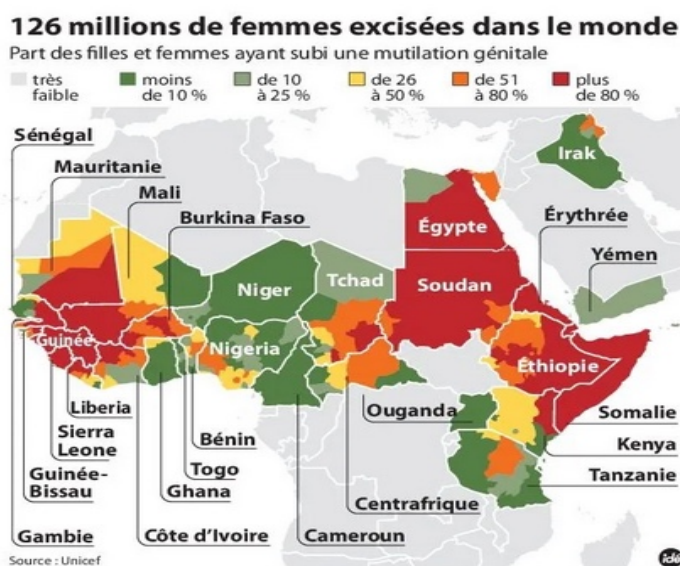 126 millions de femmes excisées dans le monde
Part des filles et femmes ayant subi une mutilation génitale
très faible
moins de 10 %
de 10 à 25 %
de 26 à 50 %
de 51 à 80 %
plus de 80 %
Sénégal
Mauritanie
Mali
Burkina Faso
Irak
Égypte
Érythrée
Yémen
Niger
Tchad
Soudan
Guinée
Nigeria
Éthiopie
Liberia
Sierra Leone
Guinée-Bissau
Gambie
Côte d'Ivoire
Ghana
Togo
Bénin
Cameroun
Centrafrique
Ouganda
Somalie
Kenya
Tanzanie
Source : Unicef
idé